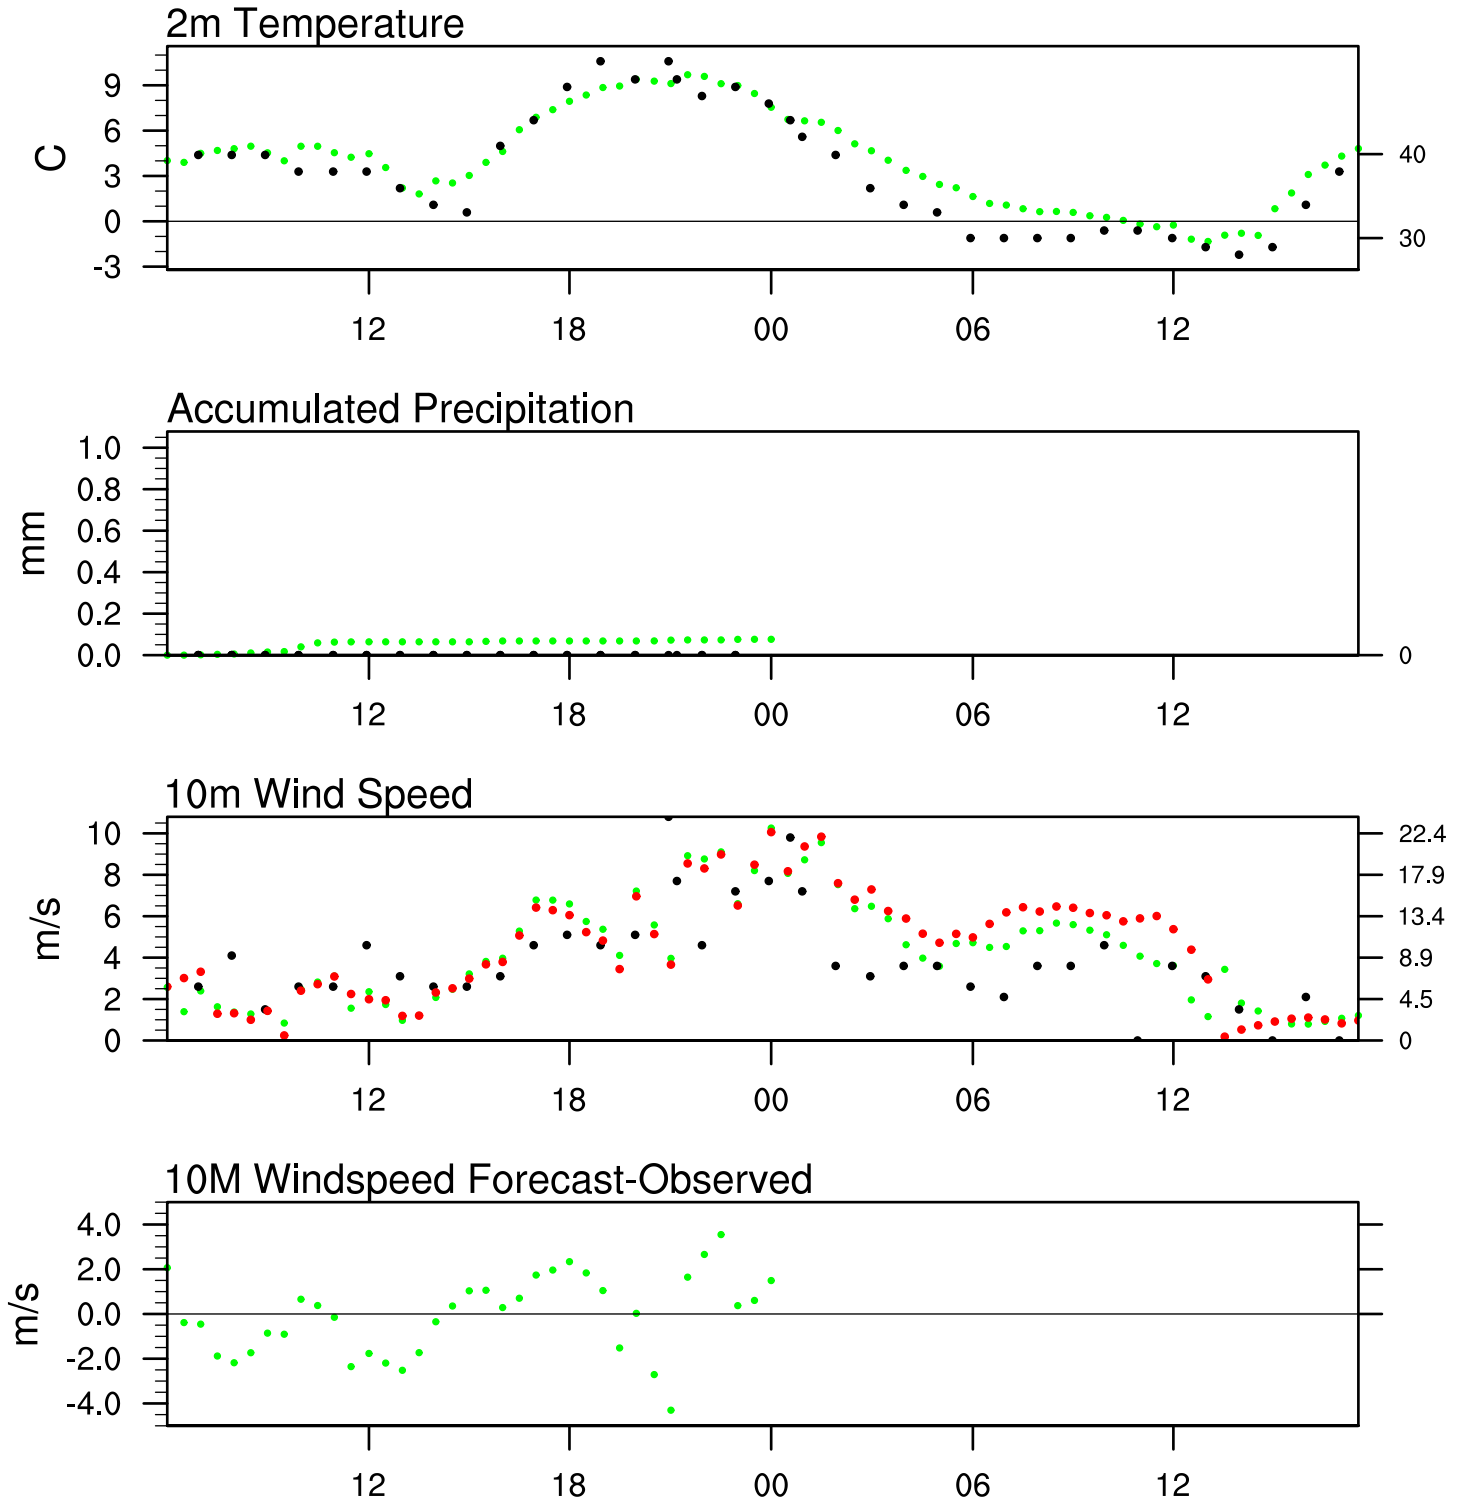 2m Temperature
9
6
3
0
-3
C
40
30
12 18 00 06 12
Accumulated Precipitation
1.0
0.8
0.6
0.4
0.2
0.0
mm
0
12 18 00 06 12
10m Wind Speed
10
8
6
4
2
0
m/s
22.4
17.9
13.4
8.9
4.5
0
12 18 00 06 12
10M Windspeed Forecast-Observed
4.0
2.0
0.0
-2.0
-4.0
m/s
12 18 00 06 12